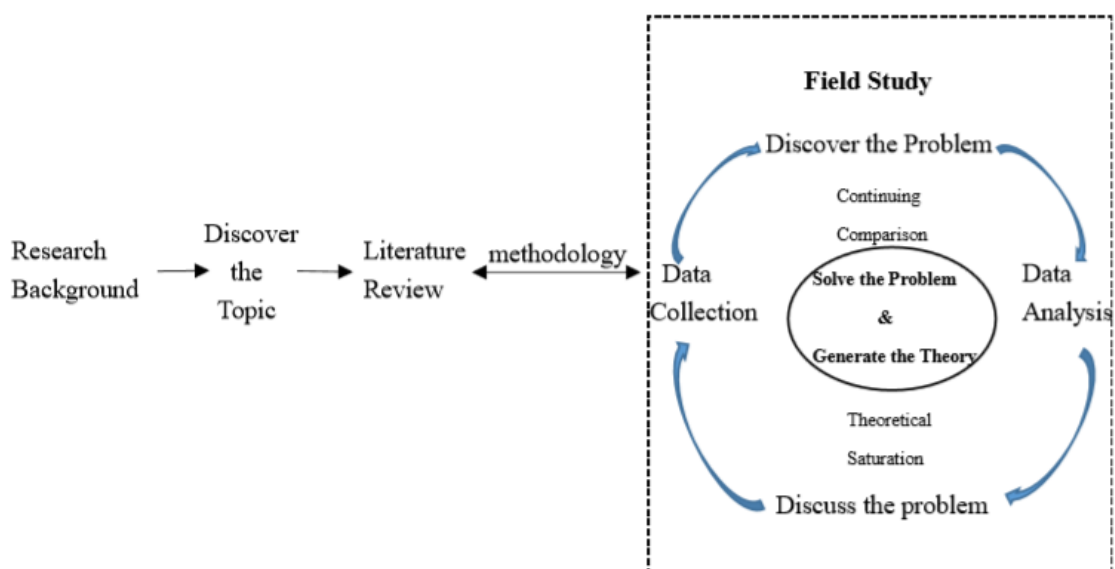 Field Study
Discover the Problem
Continuing
Comparison
Research
Background
Discover
the
Topic
Literature
Review
methodology
Data
Collection
Solve the Problem
&
Generate the Theory
Data
Analysis
Theoretical
Saturation
Discuss the problem